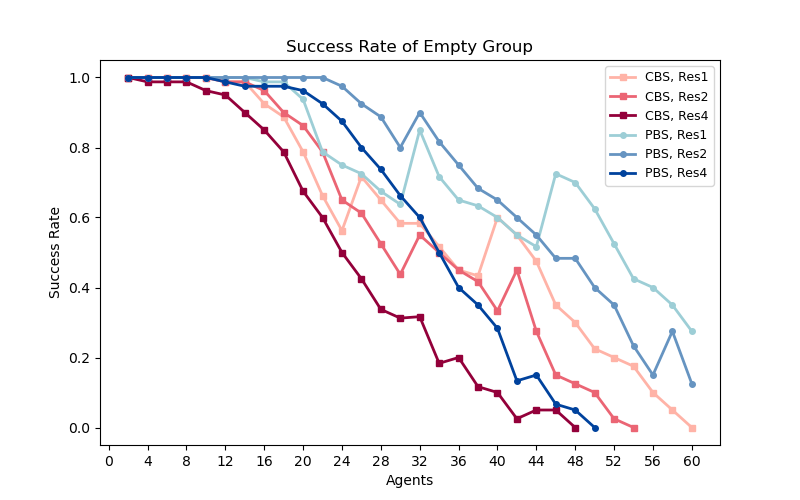 Success Rate of Empty Group
1.0
0.8
0.6
0.4
0.2
0.0
Success Rate
CBS, Res1
CBS, Res2
CBS, Res4
PBS, Res1
PBS, Res2
PBS, Res4
0 4 8 12 16 20 24 28 32 36 40 44 48 52 56 60
Agents